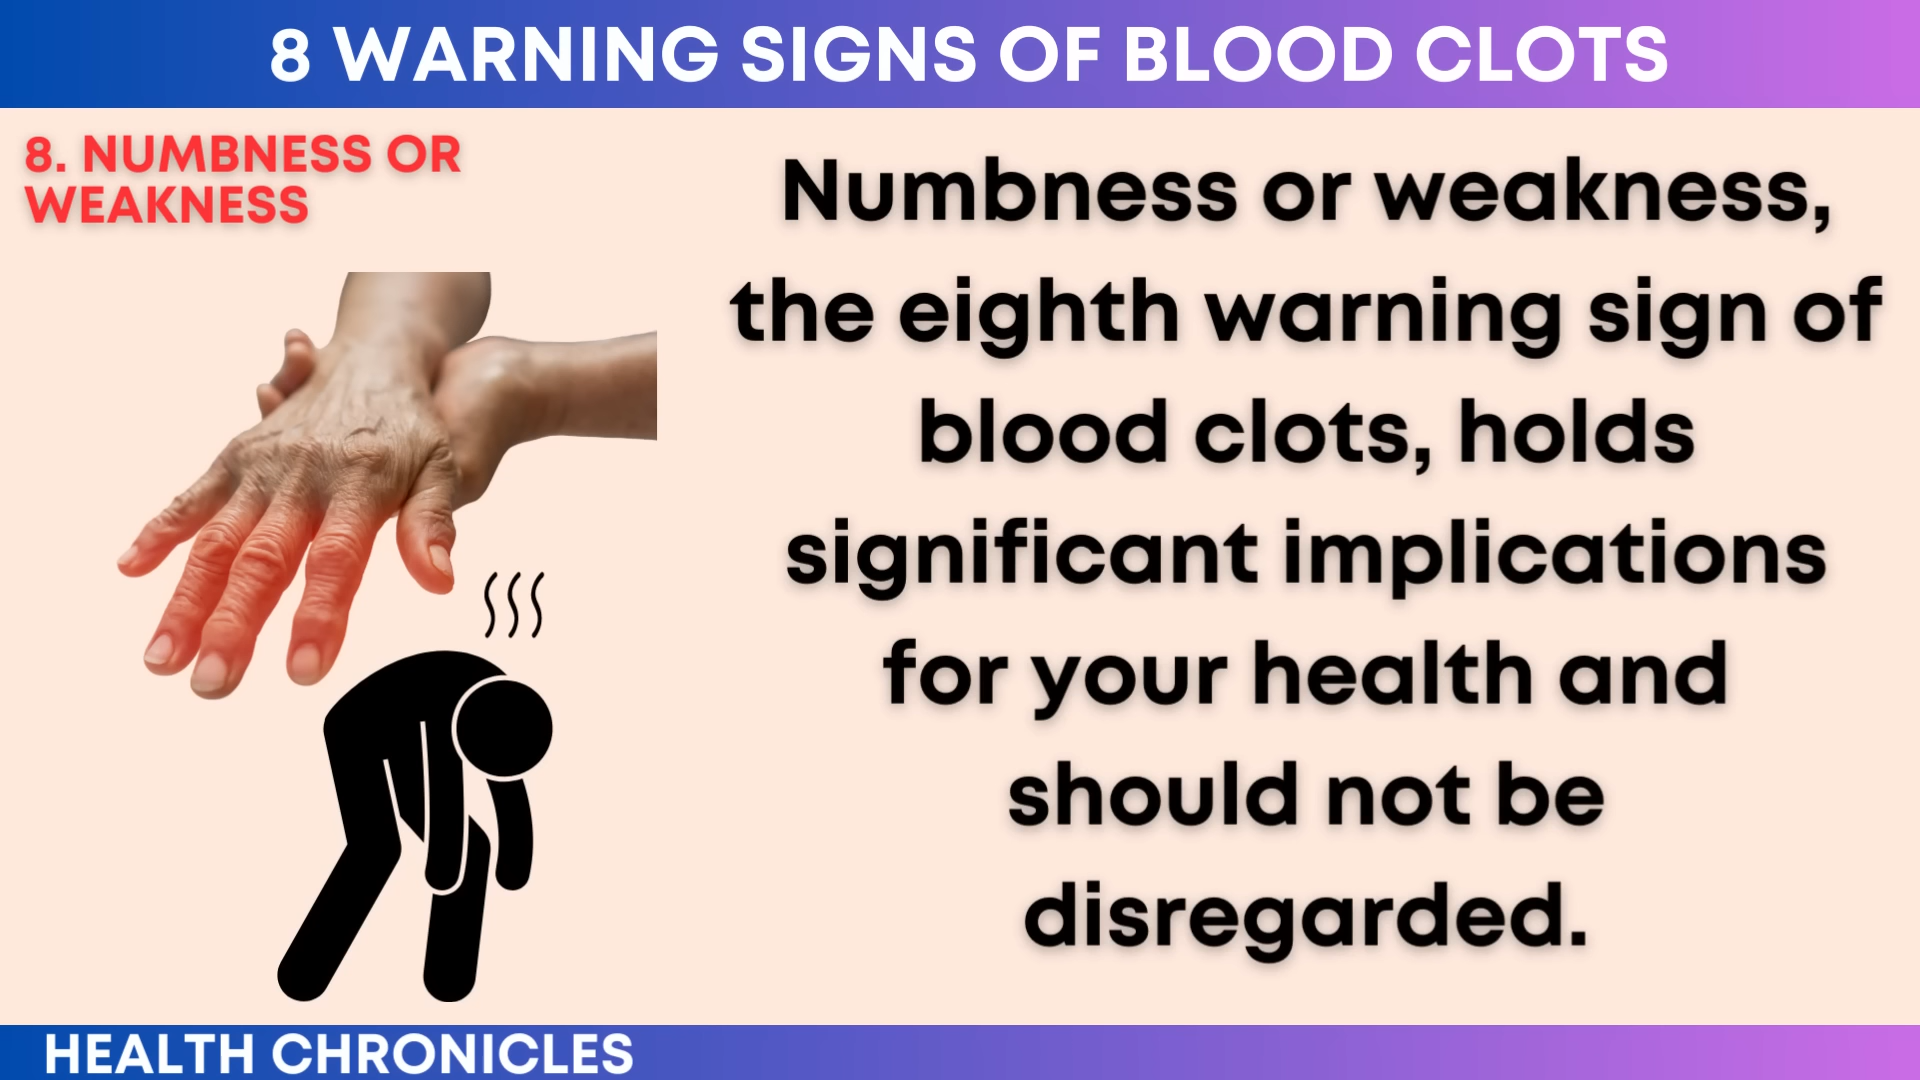 8 WARNING SIGNS OF BLOOD CLOTS
8. NUMBNESS OR
WEAKNESS
Numbness or weakness,
the eighth warning sign of
blood clots, holds
significant implications
for your health and
should not be
disregarded.
HEALTH CHRONICLES